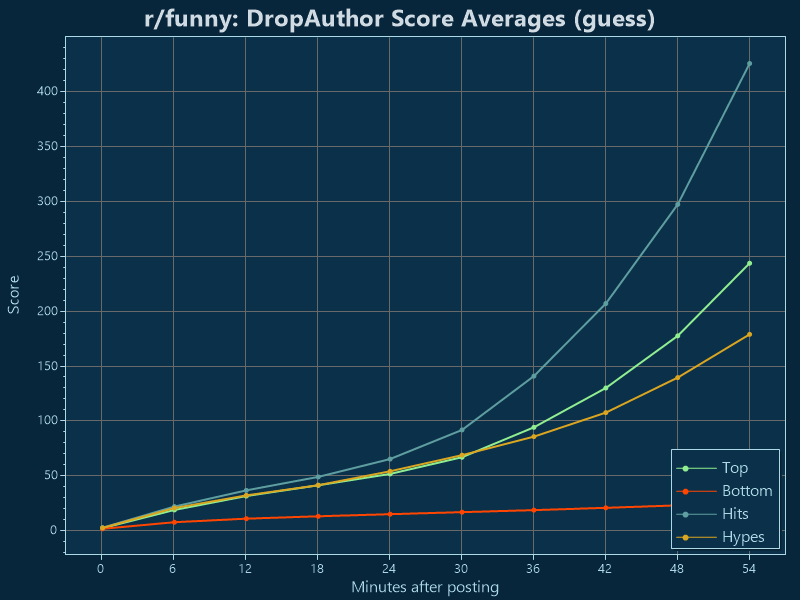 r/funny: DropAuthor Score Averages (guess)
400
350
300
250
200
150
100
50
0
Score
Top
Bottom
Hits
Hypes
0 6 12 18 24 30 36 42 48 54
Minutes after posting